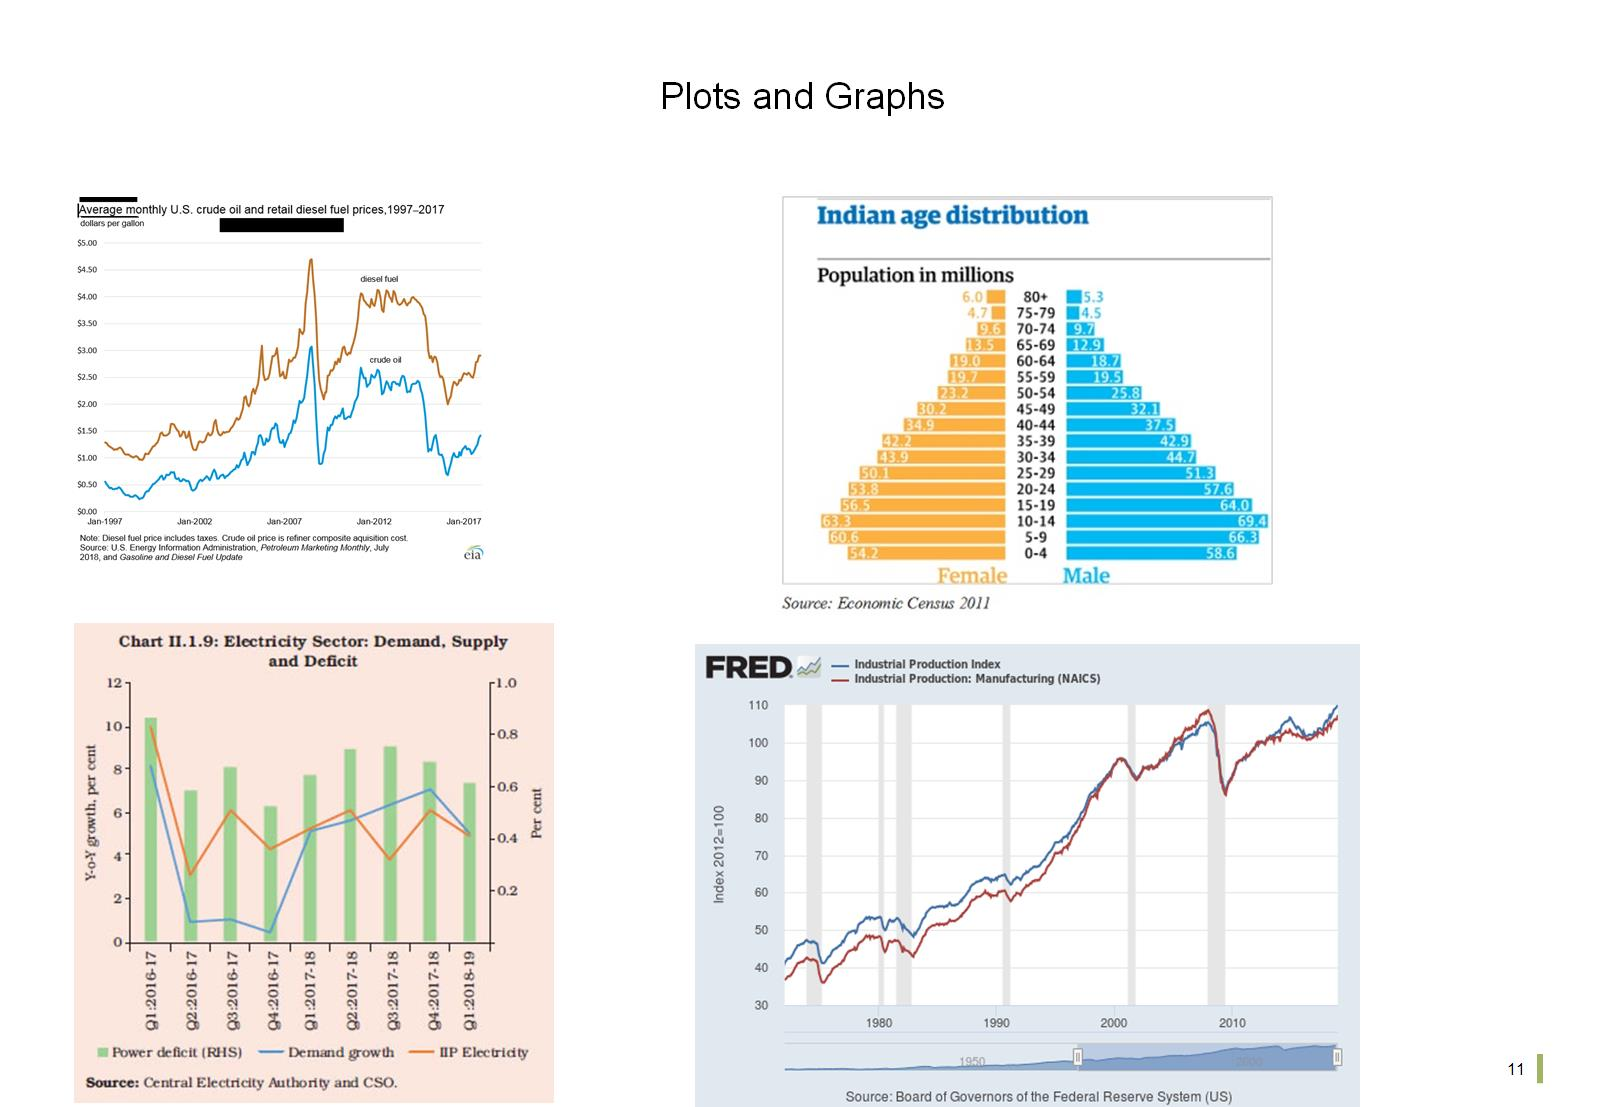 Plots and Graphs
Average monthly U.S. crude oil and retail diesel fuel prices,1997–2017
dollars per gallon
$5.00
$4.50
$4.00
$3.50
$3.00
$2.50
$2.00
$1.50
$1.00
$0.50
$0.00
diesel fuel
crude oil
Jan-1997 Jan-2002 Jan-2007 Jan-2012 Jan-2017
Note: Diesel fuel price includes taxes. Crude oil price is refiner composite aquisition cost.
Source: U.S. Energy Information Administration, Petroleum Marketing Monthly, July
2018, and Gasoline and Diesel Fuel Update
eia
Indian age distribution
Population in millions
6.0 80+ 5.3
4.7 75-79 4.5
9.6 70-74 9.7
13.5 65-69 12.9
19.0 60-64 18.7
19.7 55-59 19.5
23.2 50-54 25.8
30.2 45-49 32.1
34.9 40-44 37.5
42.2 35-39 42.9
43.9 30-34 44.7
50.1 25-29 51.3
53.8 20-24 57.6
56.5 15-19 64.0
63.3 10-14 69.4
60.6 5-9 66.3
54.2 0-4 58.6
Female Male
Source: Economic Census 2011
Chart II.1.9: Electricity Sector: Demand, Supply
and Deficit
Y-o-Y growth, per cent
12
10
8
6
4
2
0
1.0
0.8
0.6
0.4
0.2
Per cent
Q1:2016-17
Q2:2016-17
Q3:2016-17
Q4:2016-17
Q1:2017-18
Q2:2017-18
Q3:2017-18
Q4:2017-18
Q1:2018-19
Power deficit (RHS) Demand growth IIP Electricity
Source: Central Electricity Authority and CSO.
FRED
Industrial Production Index
Industrial Production: Manufacturing (NAICS)
Index 2012=100
110
100
90
80
70
60
50
40
30
1980 1990 2000 2010
1950 2000
Source: Board of Governors of the Federal Reserve System (US)
11